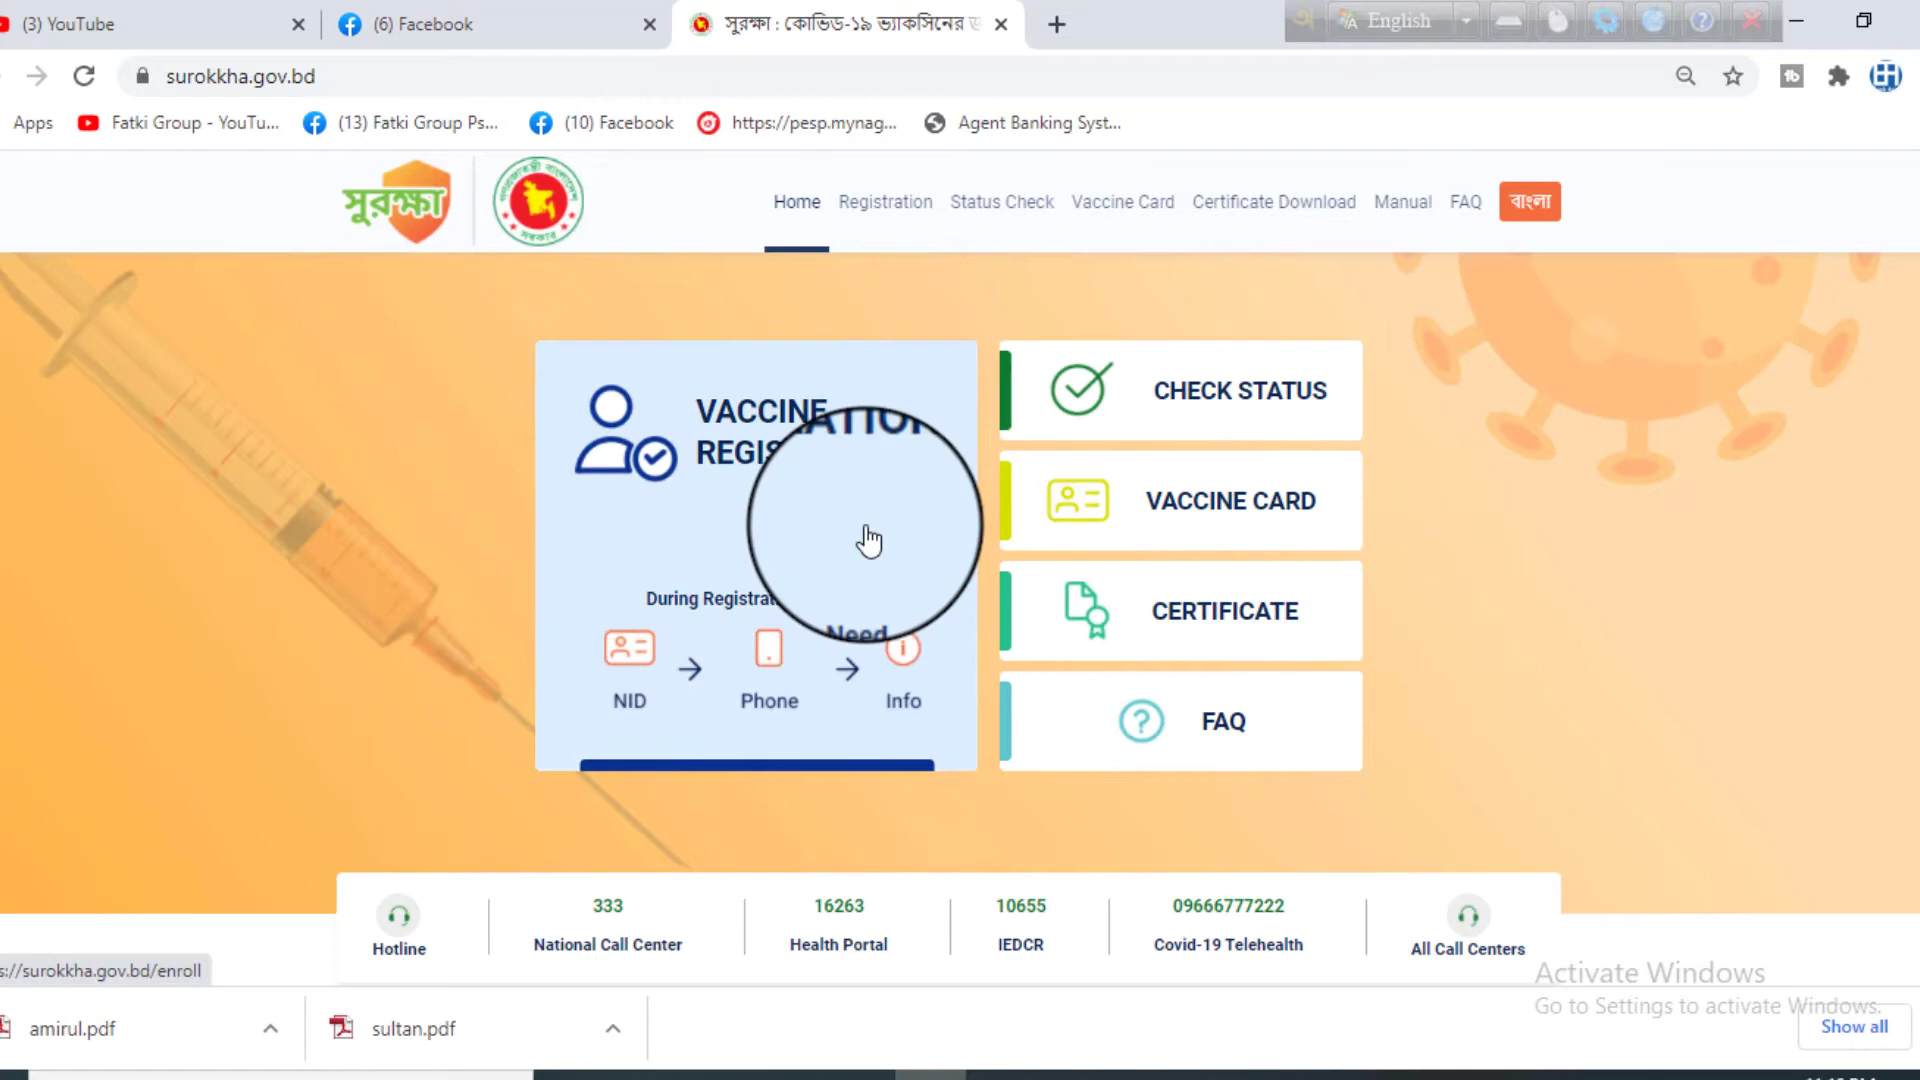 (3) YouTube
(6) Facebook
সুরক্ষা : কোভিড-১৯ ভ্যাকসিনের
English
surokkha.gov.bd
Apps
Fatki Group - YouTu...
(13) Fatki Group Ps...
(10) Facebook
https://pesp.mynag...
Agent Banking Syst...
সুরক্ষা
Home
Registration
Status Check
Vaccine Card
Certificate Download
Manual
FAQ
বাংলা
VACCINE
REGIS
ATION
CHECK STATUS
VACCINE CARD
CERTIFICATE
FAQ
During Registrat
Need
NID
Phone
Info
333
National Call Center
16263
Health Portal
10655
IEDCR
09666777222
Covid-19 Telehealth
Hotline
All Call Centers
s://surokkha.gov.bd/enroll
Activate Windows
Go to Settings to activate Windows.
amirul.pdf
sultan.pdf
Show all